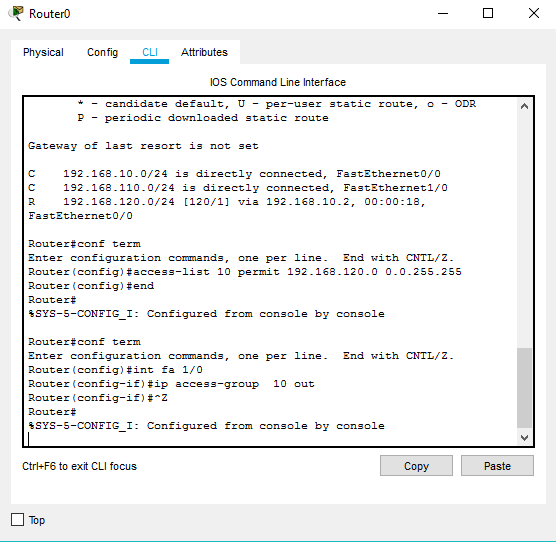 Router0
Physical Config CLI Attributes
IOS Command Line Interface
* - candidate default, U - per-user static route, o - ODR
P - periodic downloaded static route
Gateway of last resort is not set
C 192.168.10.0/24 is directly connected, FastEthernet0/0
C 192.168.110.0/24 is directly connected, FastEthernet1/0
R 192.168.120.0/24 [120/1] via 192.168.10.2, 00:00:18,
FastEthernet0/0
Router#conf term
Enter configuration commands, one per line. End with CNTL/Z.
Router(config)#access-list 10 permit 192.168.120.0 0.0.255.255
Router(config)#end
Router#
%SYS-5-CONFIG_I: Configured from console by console
Router#conf term
Enter configuration commands, one per line. End with CNTL/Z.
Router(config)#int fa 1/0
Router(config-if)#ip access-group 10 out
Router(config-if)#^Z
Router#
%SYS-5-CONFIG_I: Configured from console by console
Ctrl+F6 to exit CLI focus
Copy Paste
Top